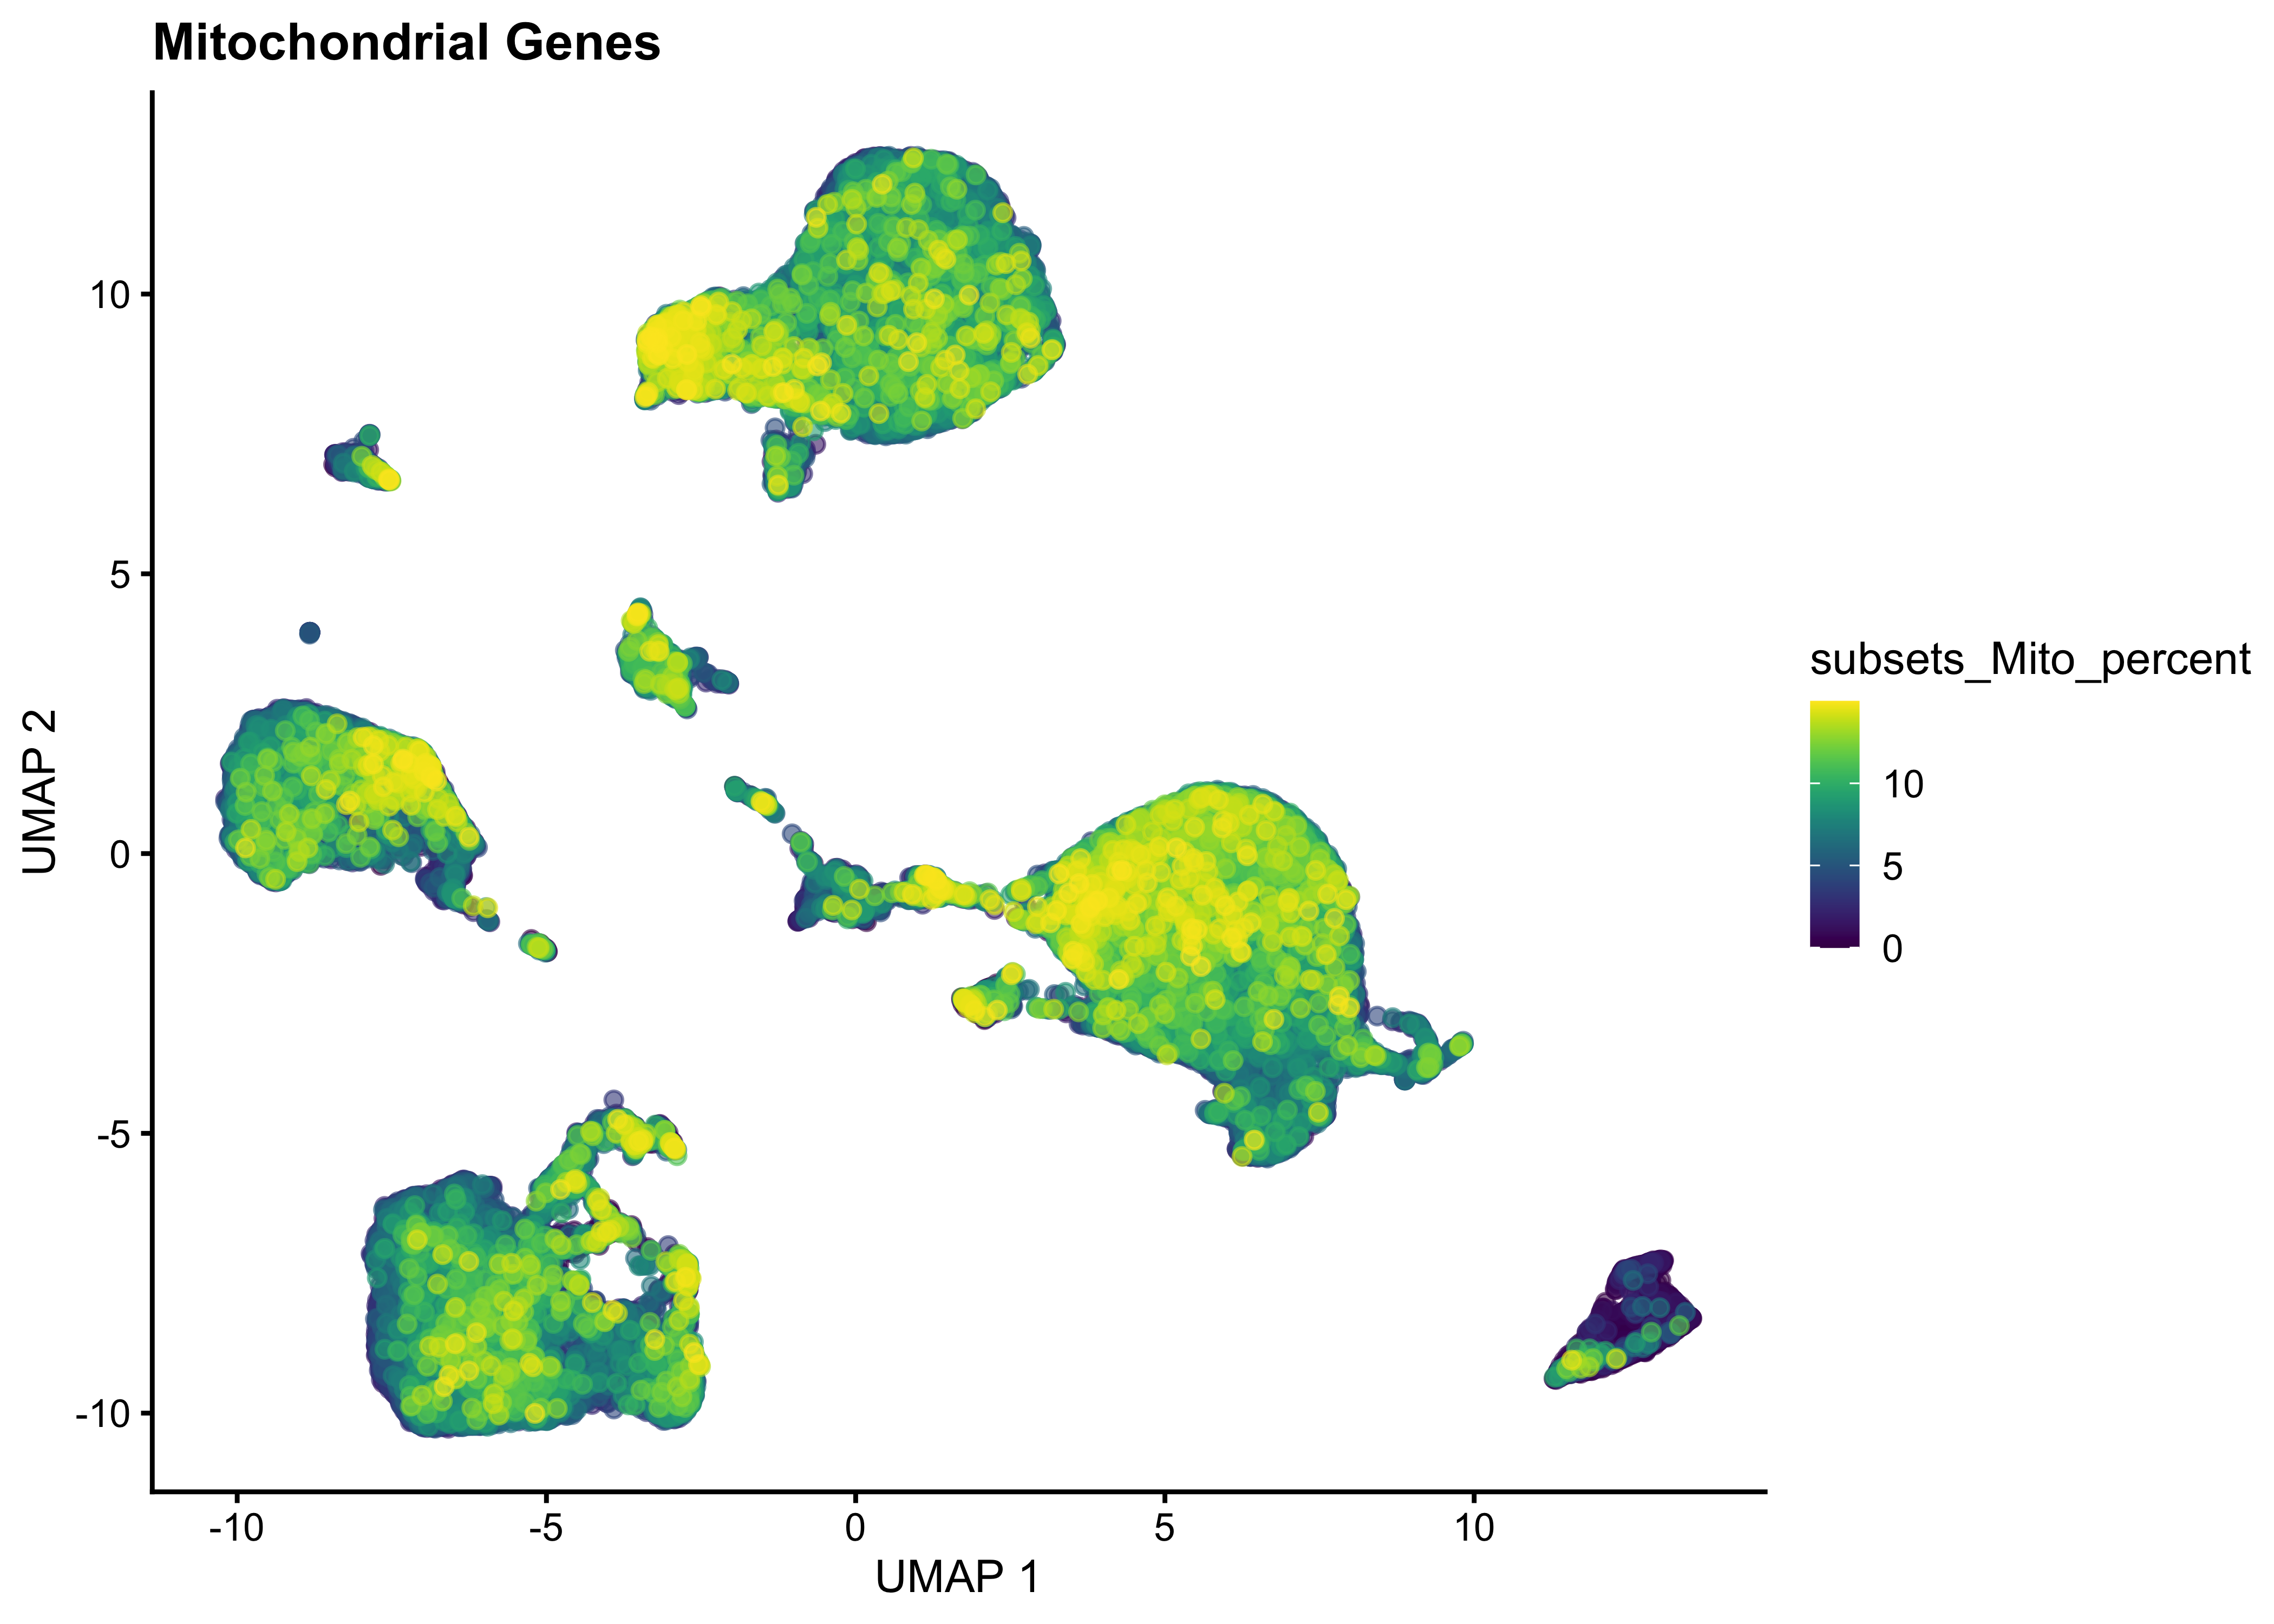 Mitochondrial Genes
10
5
0
-5
-10
UMAP 2
-10 -5 0 5 10
UMAP 1
subsets_Mito_percent
10
5
0